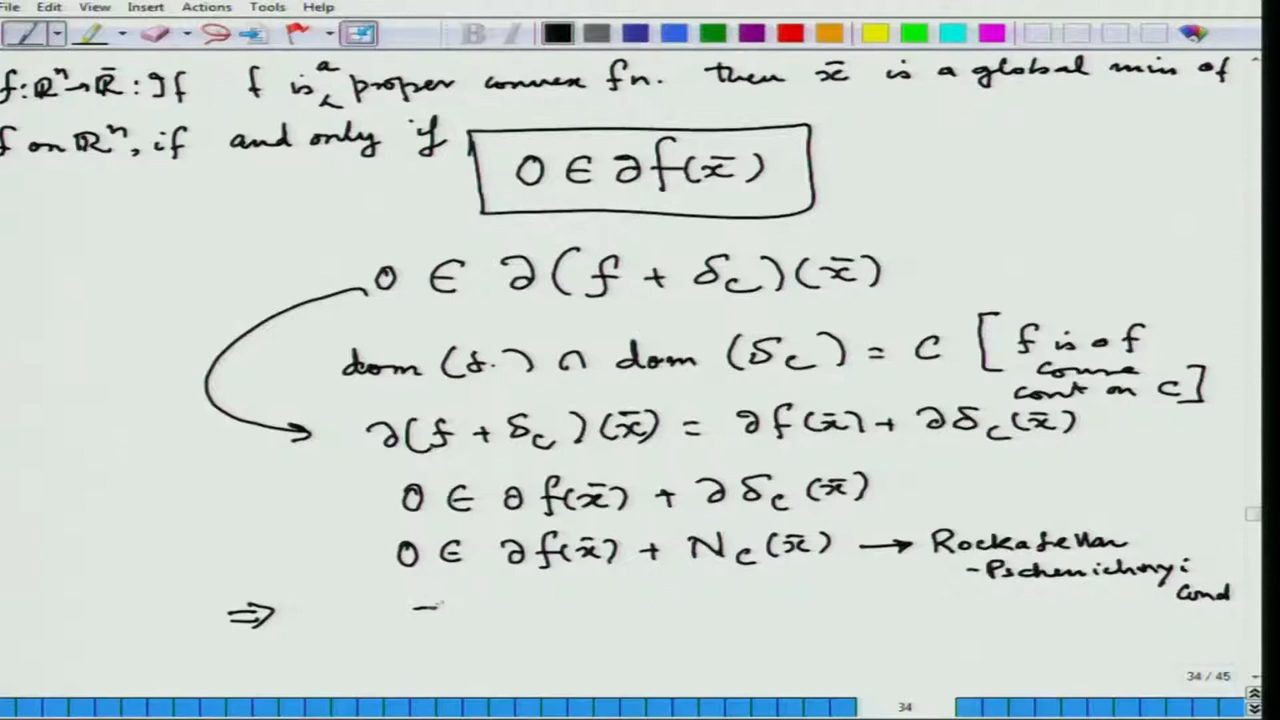 File Edit View Insert Actions Tools Help
f: ℝⁿ → ℝ̄ : If f is a proper convex fn. then x̄ is a global min of
f on ℝⁿ, if and only if
0 ∈ ∂f(x̄)
0 ∈ ∂(f + δ_C)(x̄)
dom (f.) ∩ dom (δ_C) = C [f is of
course
cont on C]
∂(f + δ_C)(x̄) = ∂f(x̄) + ∂δ_C(x̄)
0 ∈ ∂f(x̄) + ∂δ_C(x̄)
0 ∈ ∂f(x̄) + N_C(x̄) → Rockafellar
-Pschenichnyi
Cond
⇒ −
34 / 45
34